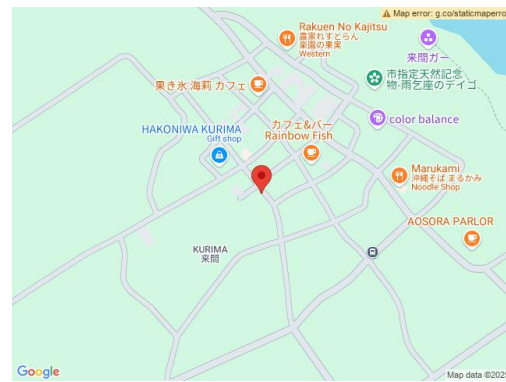 Map error: g.co/staticmaperro
Rakuen No Kajitsu
農家れすとらん
楽園の果実
Western
来間ガー
市指定天然記念
物-雨乞座のデイゴ
果き氷 海莉 カフェ
カフェ&バー
Rainbow Fish
color balance
HAKONIWA KURIMA
Gift shop
Marukami
沖縄そば まるかみ
Noodle Shop
AOSORA PARLOR
KURIMA
来間
Google
Map data ©2025